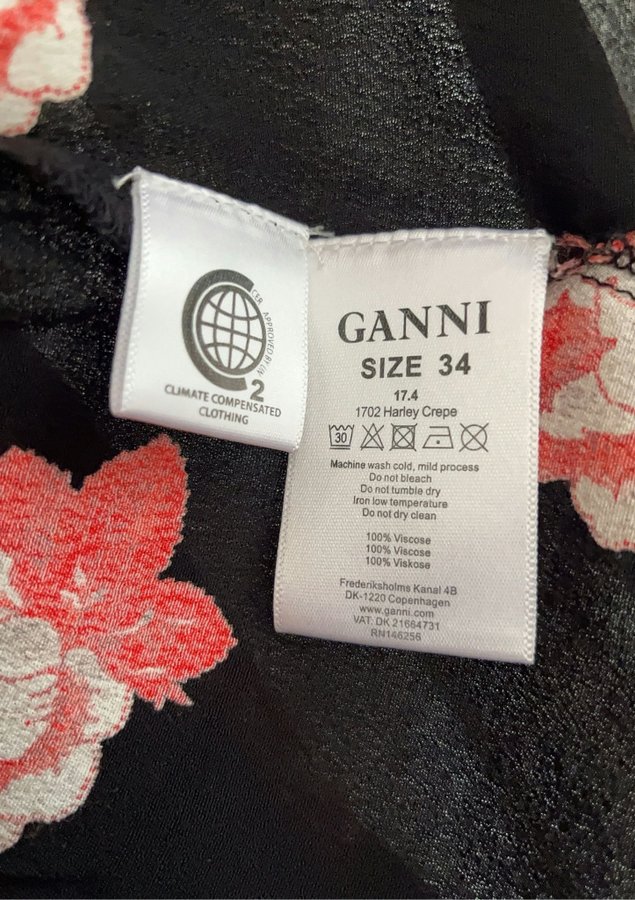 CER APPROVED BY UN
2
CLIMATE COMPENSATED
CLOTHING
GANNI
SIZE 34
17.4
1702 Harley Crepe
30
Machine wash cold, mild process
Do not bleach
Do not tumble dry
Iron low temperature
Do not dry clean
100% Viscose
100% Viscose
100% Viskose
Frederiksholms Kanal 4B
DK-1220 Copenhagen
www.ganni.com
VAT: DK 21664731
RN146256